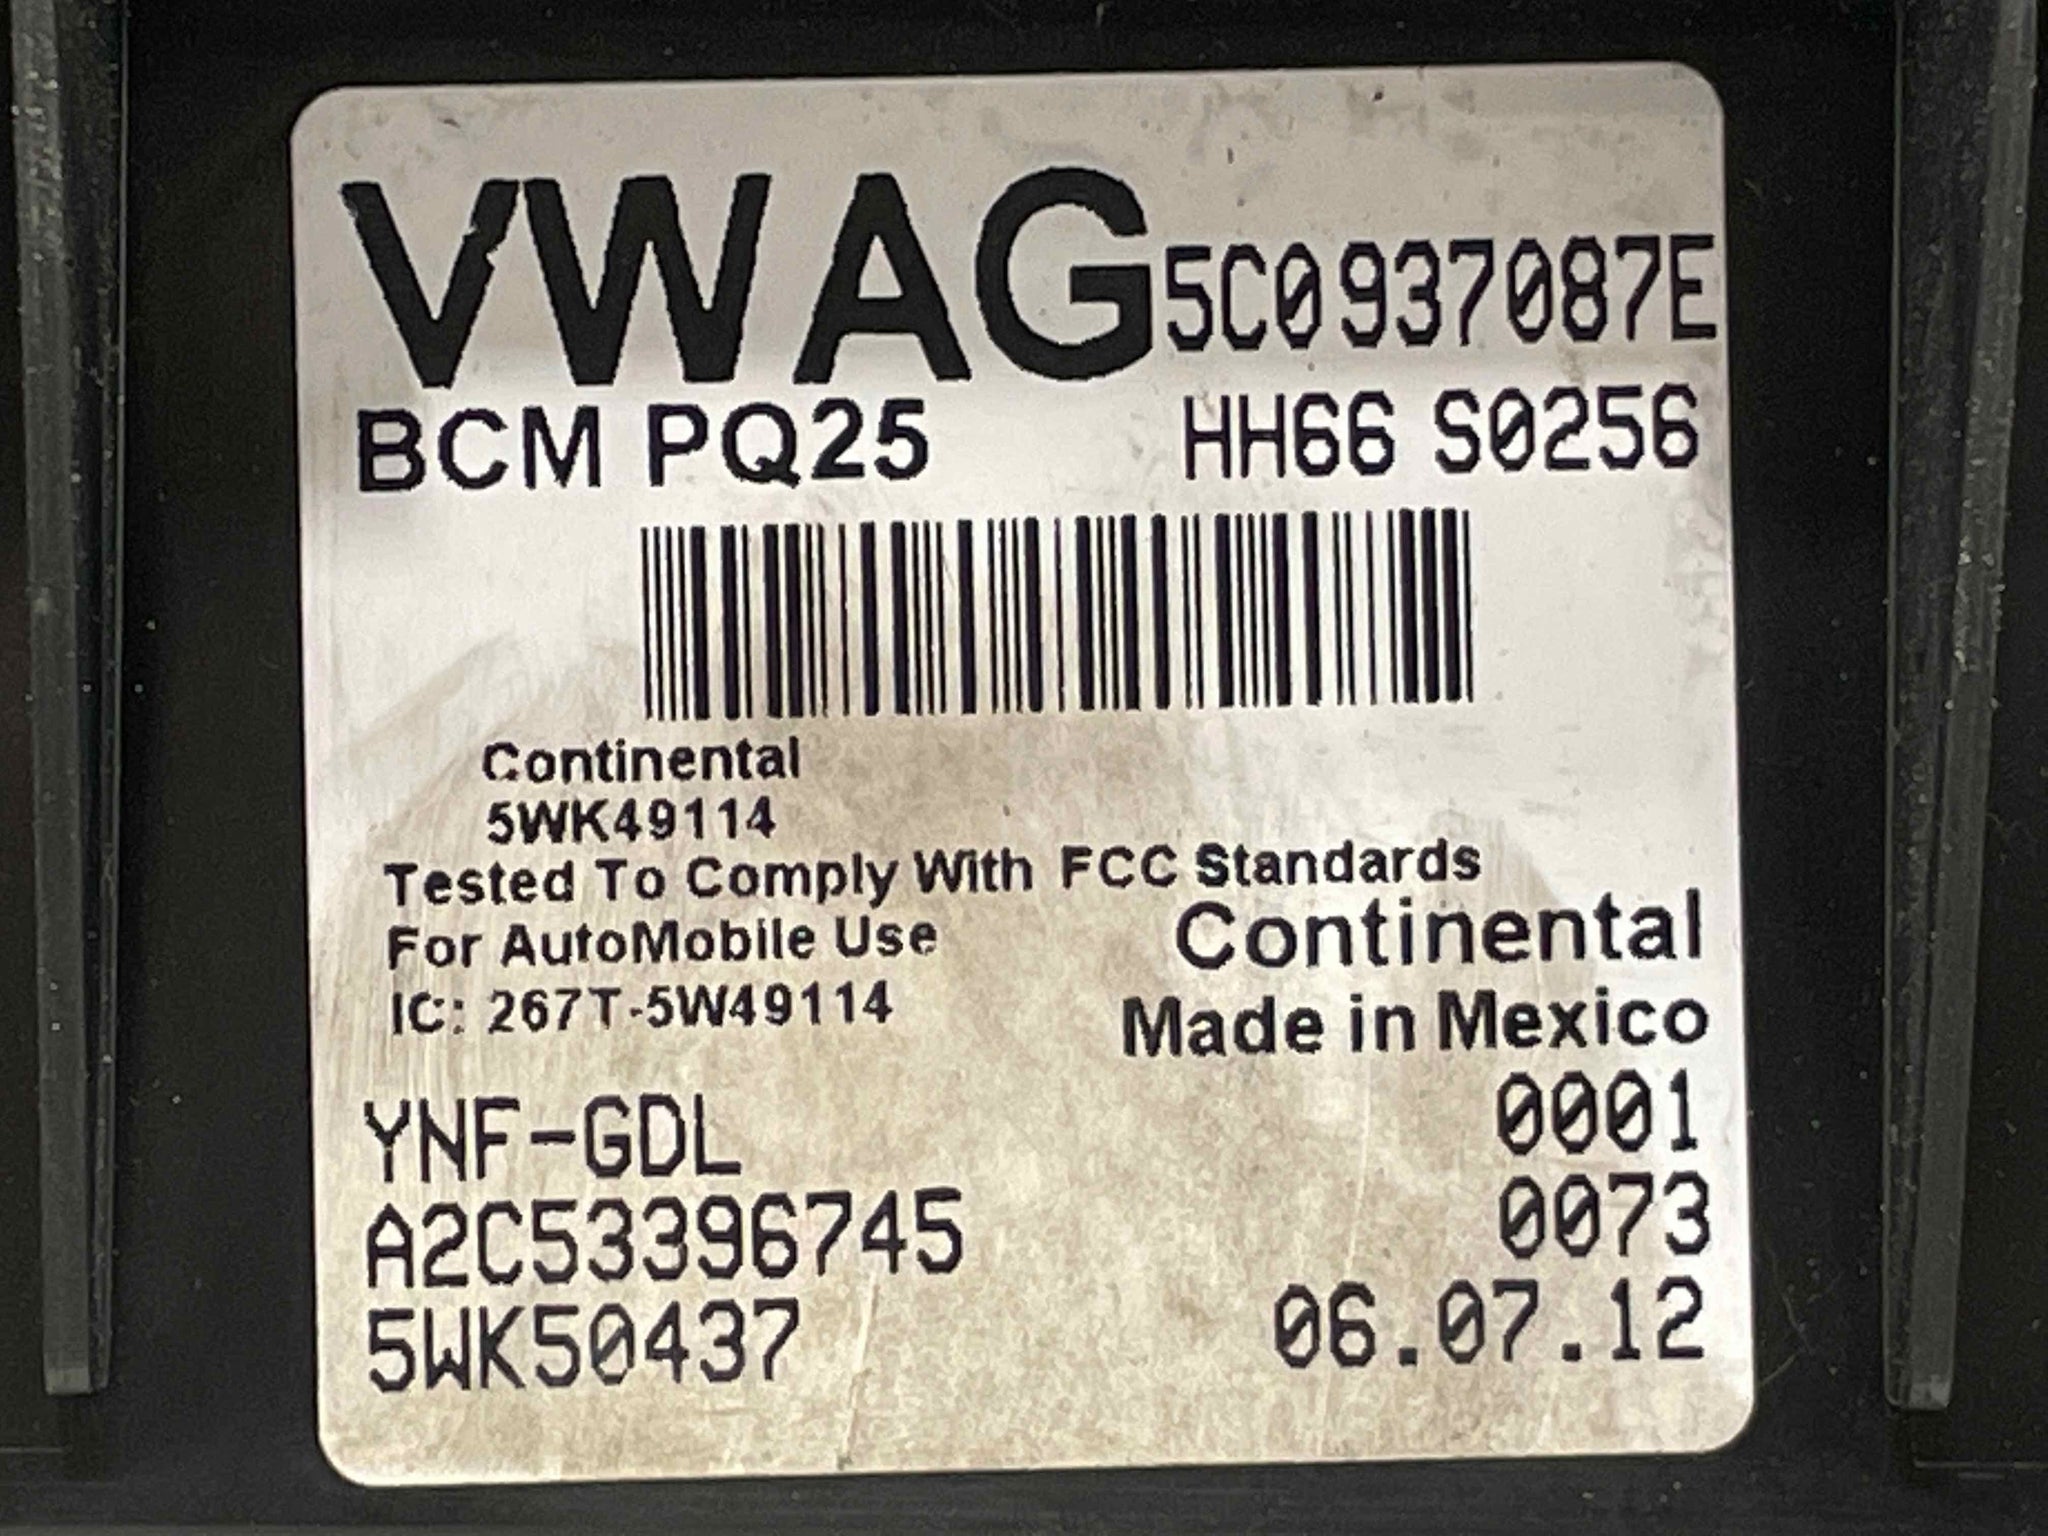 VWAG 5C0937087E
BCM PQ25 HH66 S0256
Continental
5WK49114
Tested To Comply With FCC Standards
For AutoMobile Use
Continental
IC: 267T-5W49114
Made in Mexico
YNF-GDL 0001
A2C53396745 0073
5WK50437 06.07.12